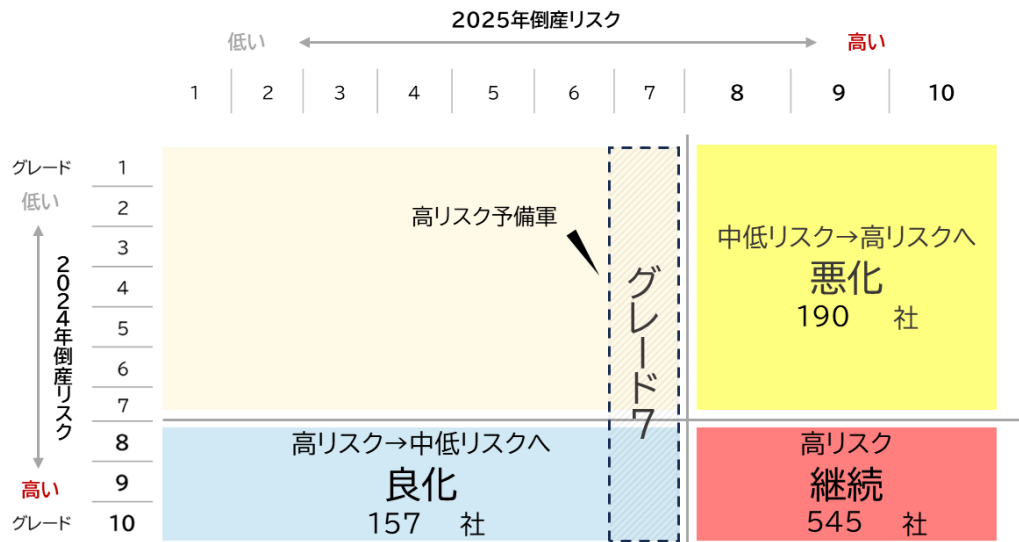 2025年倒産リスク
低い
高い
1 2 3 4 5 6 7 8 9 10
グレード
低い
2024年倒産リスク
高い
グレード
1
2
3
4
5
6
7
8
9
10
高リスク予備軍
グレード7
中低リスク→高リスクへ
悪化
190 社
高リスク→中低リスクへ
良化
157 社
高リスク
継続
545 社